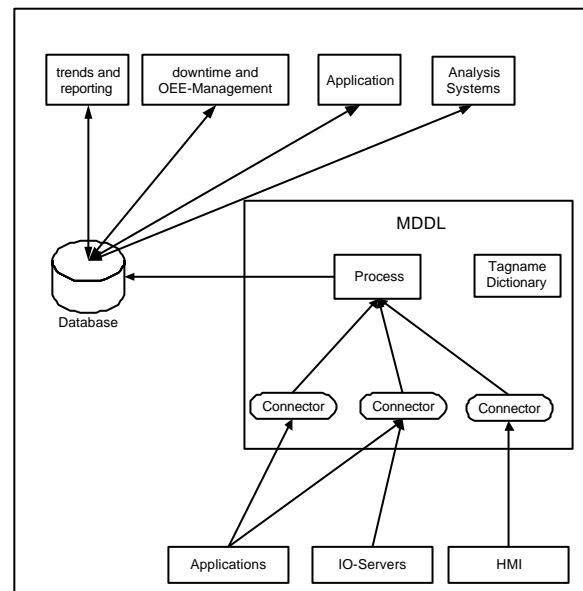 trends and
reporting
downtime and
OEE-Management
Application
Analysis
Systems
MDDL
Process
Tagname
Dictionary
Database
Connector
Connector
Connector
Applications
IO-Servers
HMI